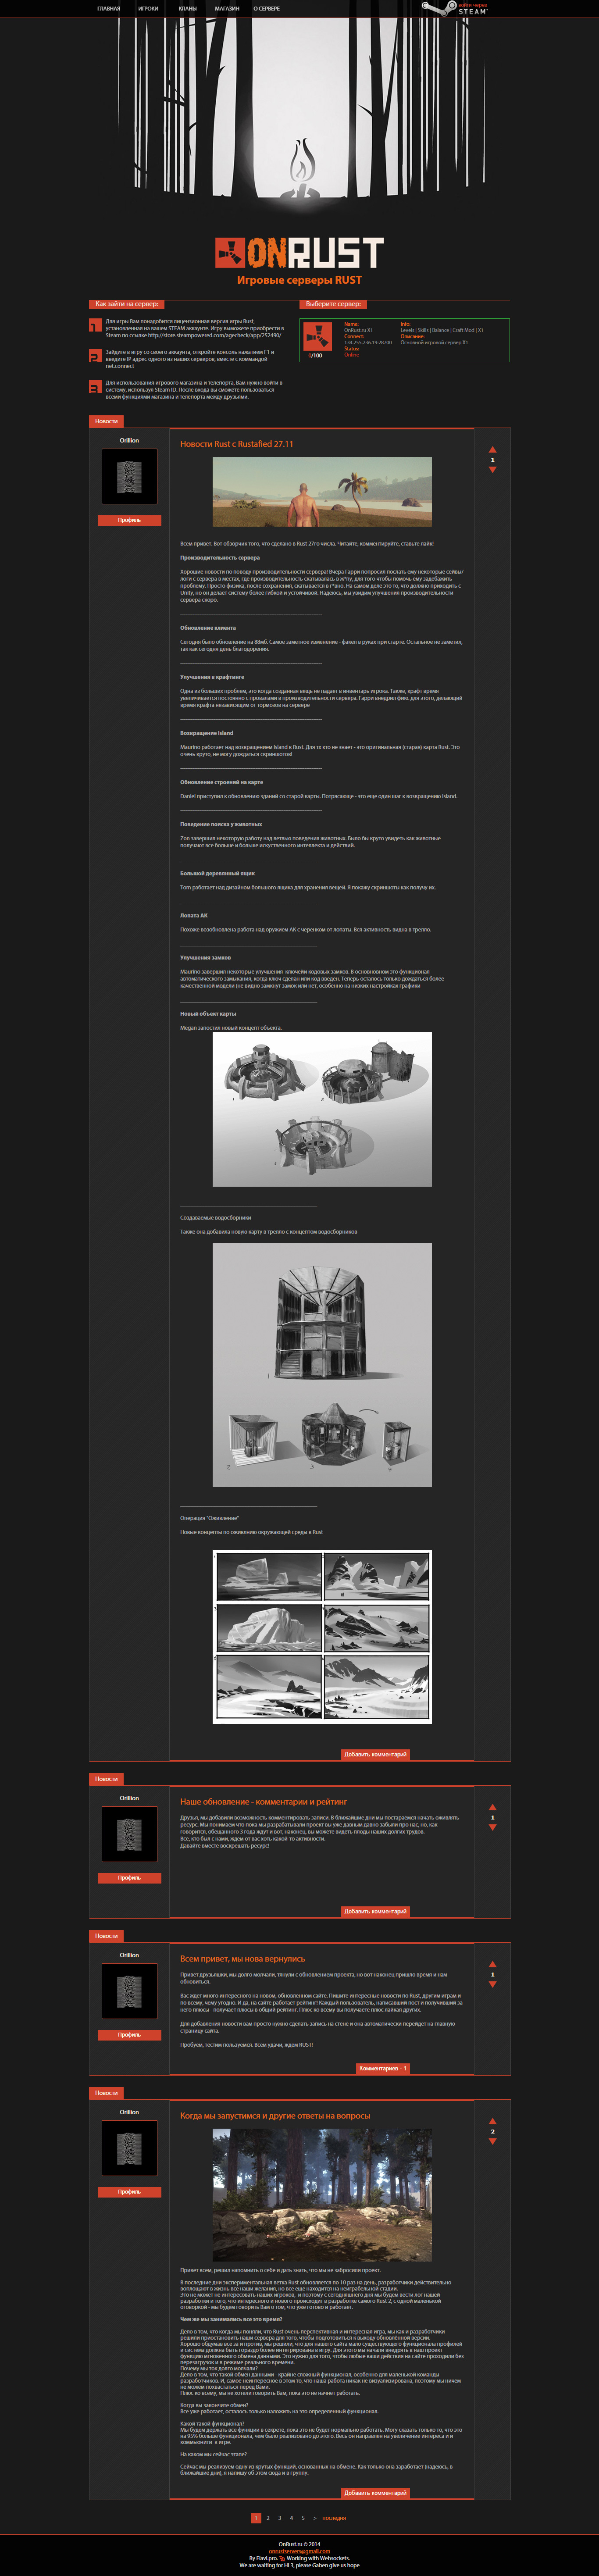 ГЛАВНАЯ ИГРОКИ КЛАНЫ МАГАЗИН О СЕРВЕРЕ
войти через
STEAM
ONRUST
Игровые серверы RUST
Как зайти на сервер:
1 Для игры Вам понадобится лицензионная версия игры Rust,
установленная на вашем STEAM аккаунте. Игру вы можете приобрести в
Steam по ссылке http://store.steampowered.com/agecheck/app/252490/
2 Зайдите в игру со своего аккаунта, откройте консоль нажатием F1 и
введите IP адрес одного из наших серверов, вместе с командой
net.connect
3 Для использования игрового магазина и телепорта, Вам нужно войти в
систему, используя Steam ID. После входа вы сможете пользоваться
всеми функциями магазина и телепорта между друзьями.
Выберите сервер:
/100
Name:
OnRust.ru X1
Connect:
Status:
Online
Info:
Levels | Skills | Balance | Craft Mod | X1
Описание:
Основной игровой сервер X1
Новости
Orillion
Профиль
Новости Rust с Rustafied 27.11
1
Всем привет. Вот обзорчик того, что сделано в Rust 27го числа. Читайте, комментируйте, ставьте лайк!
Производительность сервера
Хорошие новости по поводу производительности сервера! Вчера Гарри попросил послать ему некоторые сейвы/
логи с сервера в местах, где производительность скатывалась в ж*пу, для того чтобы помочь ему задебажить
проблему. Просто физика, после сохранения, скатывается в г*вно. На самом деле это то, что должно приходить с
Unity, но он делает систему более гибкой и устойчивой. Надеюсь, мы увидим улучшения производительности
сервера скоро.
Обновление клиента
Сегодня было обновление на 88мб. Самое заметное изменение - факел в руках при старте. Остальное не заметил,
так как сегодня день благодорения.
Улучшения в крафтинге
Одна из больших проблем, это когда созданная вещь не падает в инвентарь игрока. Также, крафт время
увеличивается постоянно с провалами в производительности сервера. Гарри внедрил фикс для этого, делающий
время крафта независящим от тормозов на сервере
Возвращение Island
Maurino работает над возвращением Island в Rust. Для тх кто не знает - это оригинальная (старая) карта Rust. Это
очень круто, не могу дождаться скриншотов!
Обновление строений на карте
Daniel приступил к обновлению зданий со старой карты. Потрясающе - это еще один шаг к возвращению Island.
Поведение поиска у животных
Zon завершил некоторую работу над ветвью поведения животных. Было бы круто увидеть как животные
получают все больше и больше искуственного интеллекта и действий.
Большой деревянный ящик
Tom работает над дизайном большого ящика для хранения вещей. Я покажу скриншоты как получу их.
Лопата АК
Похоже возобновлена работа над оружием АК с черенком от лопаты. Вся активность видна в трелло.
Улучшения замков
Maurino завершил некоторые улучшения ключейи кодовых замков. В основновном это функционал
автоматического замыкания, когда ключ сделан или код введен. Теперь осталось только дождаться более
качественной модели (не видно замкнут замок или нет, особенно на низких настройках графики
Новый объект карты
Megan запостил новый концепт объекта.
Создаваемые водосборники
Также она добавила новую карту в трелло с концептом водосборников
Операция "Оживление"
Новые концепты по оживлению окружающей среды в Rust
Добавить комментарий
Новости
Orillion
Профиль
Наше обновление - комментарии и рейтинг
1
Друзья, мы добавили возможность комментировать записи. В ближайшие дни мы постараемся начать оживлять
ресурс. Мы понимаем что пока мы разрабатывали проект вы уже давным давно забыли про нас, но, как
говорится, обещанного 3 года ждут и вот, наконец, вы можете видеть плоды наших долгих трудов.
Все, кто был с нами, ждем от вас хоть какой-то активности.
Давайте вместе воскрешать ресурс!
Добавить комментарий
Новости
Orillion
Профиль
Всем привет, мы нова вернулись
1
Привет друзьяшки, мы долго молчали, тянули с обновлением проекта, но вот наконец пришло время и нам
обновиться.
Вас ждет много интересного на новом, обновленном сайте. Пишите интересные новости по Rust, другим играм и
по всему, чему угодно. И да, на сайте работает рейтинг! Каждый пользователь, написавший пост и получивший за
него плюсы - получает плюсы в общий рейтинг. Плюс ко всему вы получаете плюс лайкая других.
Для добавления новости вам просто нужно сделать запись на стене и она автоматически перейдет на главную
страницу сайта.
Пробуем, тестим пользуемся. Всем удачи, ждем RUST!
Комментариев - 1
Новости
Orillion
Профиль
Когда мы запустимся и другие ответы на вопросы
2
Привет всем, решил напомнить о себе и дать знать, что мы не забросили проект.
В последние дни экспериментальная ветка Rust обновляется по 10 раз на день, разработчики действительно
воплощают в жизнь все наши желания, но все еще находится на неиграбельной стадии.
Это не может не интересовать наших игроков, и поэтому с сегодняшнего дня мы будем вести лог нашей
разработки и того, что интересного и нового происходит в разработке самого Rust 2, с одной маленькой
оговоркой - мы будем говорить Вам о том, что уже готово и работает.
Чем же мы занимались все это время?
Дело в том, что когда мы поняли, что Rust очень перспективная и интересная игра, мы как и разработчики
решили приостановить наши сервера для того, чтобы подготовиться к выходу обновлённой версии.
Хорошо обдумав все за и против, мы решили, что для нашего сайта мало существующего функционала профилей
и система должна быть гораздо более интегрирована в игру. Для этого мы начали внедрять в наш проект
функцию мгновенного обмена данными. Это нужно для того, чтобы любые ваши действия на сайте проходили без
перезагрузок и в режиме реального времени.
Почему мы так долго молчали?
Дело в том, что такой обмен данными - крайне сложный функционал, особенно для маленькой команды
разработчиков. И, самое неинтересное в этом то, что наша работа никак не визуализирована, поэтому мы ничем
не можем похвастаться перед Вами.
Плюс ко всему, мы не хотели говорить Вам, пока это не начнет работать.
Когда вы закончите обмен?
Все уже работает, осталось только наложить на это определенный функционал.
Какой такой функционал?
Мы будем держать все функции в секрете, пока это не будет нормально работать. Могу сказать только то, что это
на 95% больше функционала, чем было реализовано до этого. Весь он направлен на увеличение интереса и и
коммьюнити в игре.
На каком мы сейчас этапе?
Сейчас мы реализуем одну из крутых функций, основанных на обмене. Как только она заработает (надеюсь, в
ближайшие дни), я напишу об этом сюда и в группу.
Добавить комментарий
1 2 3 4 5 > последняя
OnRust.ru © 2014
onrustservers@gmail.com
By Flavi.pro. Working with Websockets.
We are waiting for HL3, please Gaben give us hope